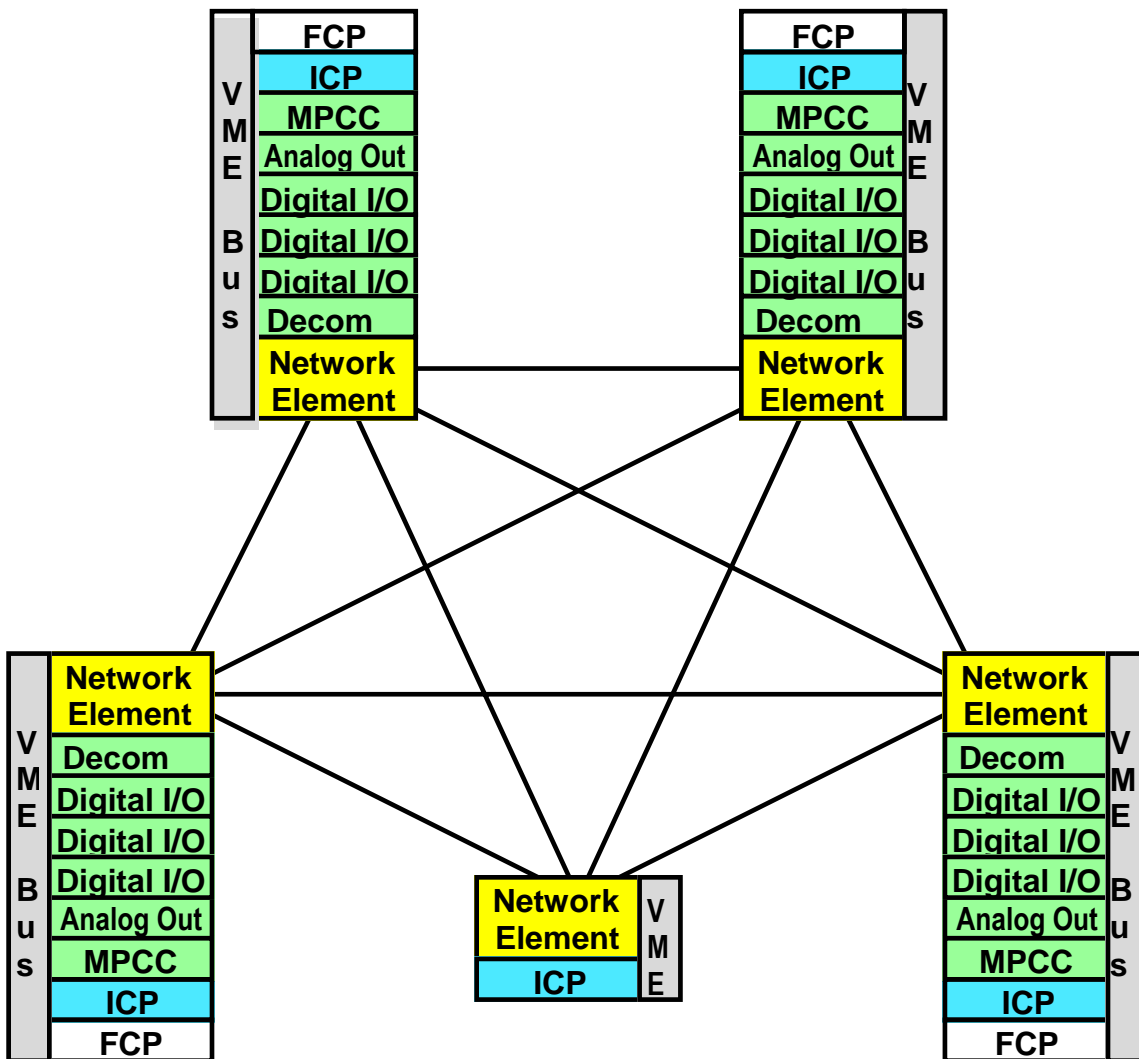 VME Bus
FCP
ICP
MPCC
Analog Out
Digital I/O
Digital I/O
Digital I/O
Decom
Network
Element
FCP
ICP
MPCC
Analog Out
Digital I/O
Digital I/O
Digital I/O
Decom
Network
Element
VME Bus
VME Bus
Network
Element
Decom
Digital I/O
Digital I/O
Digital I/O
Analog Out
MPCC
ICP
FCP
Network
Element
ICP
VME
Network
Element
Decom
Digital I/O
Digital I/O
Digital I/O
Analog Out
MPCC
ICP
FCP
VME Bus